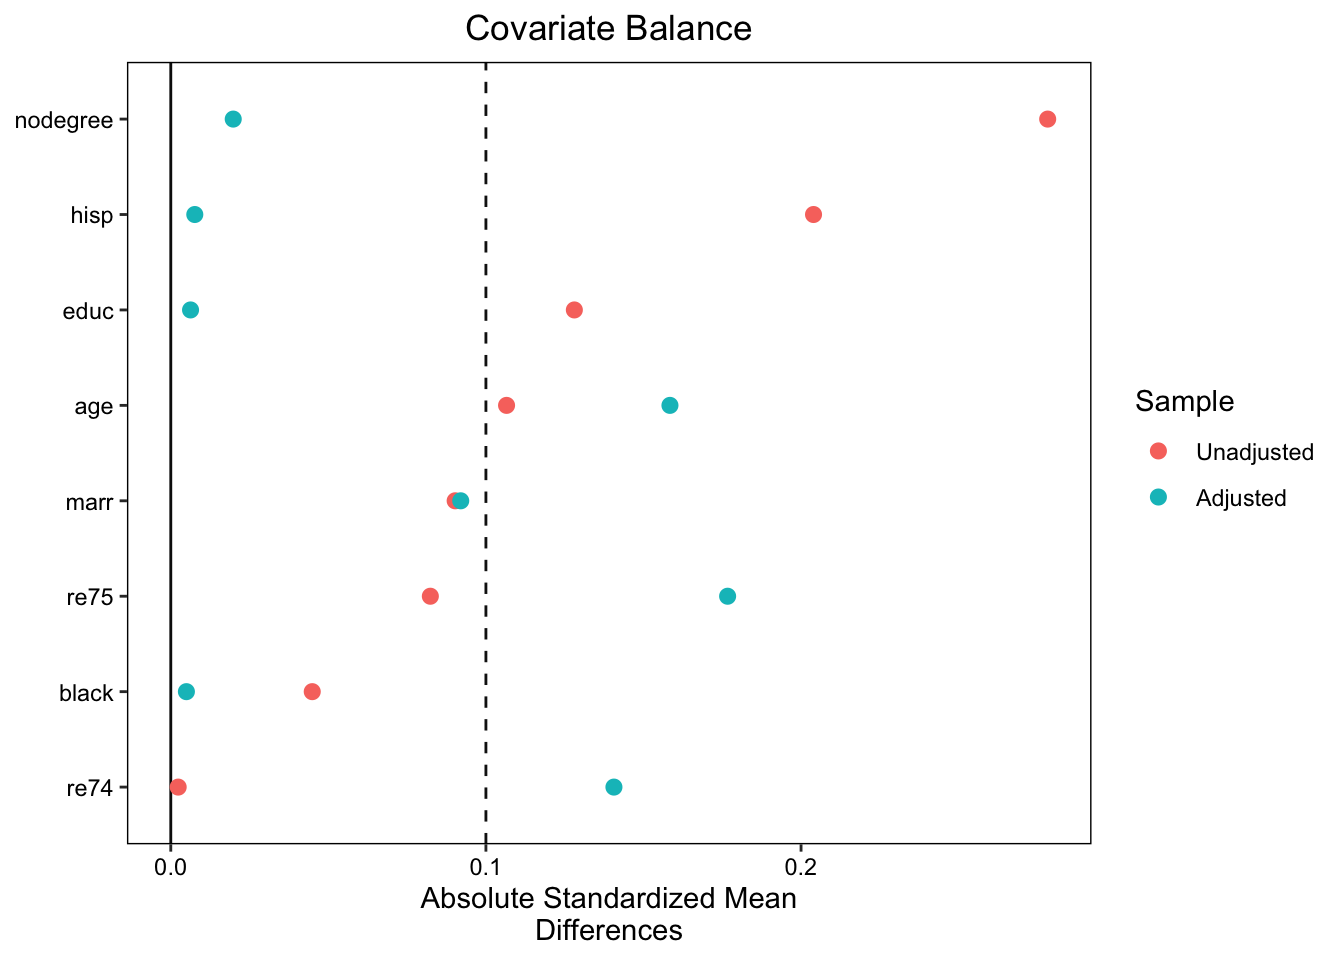 Covariate Balance
nodegree
hisp
educ
age
marr
re75
black
re74
0.0 0.1 0.2
Absolute Standardized Mean
Differences
Sample
Unadjusted
Adjusted